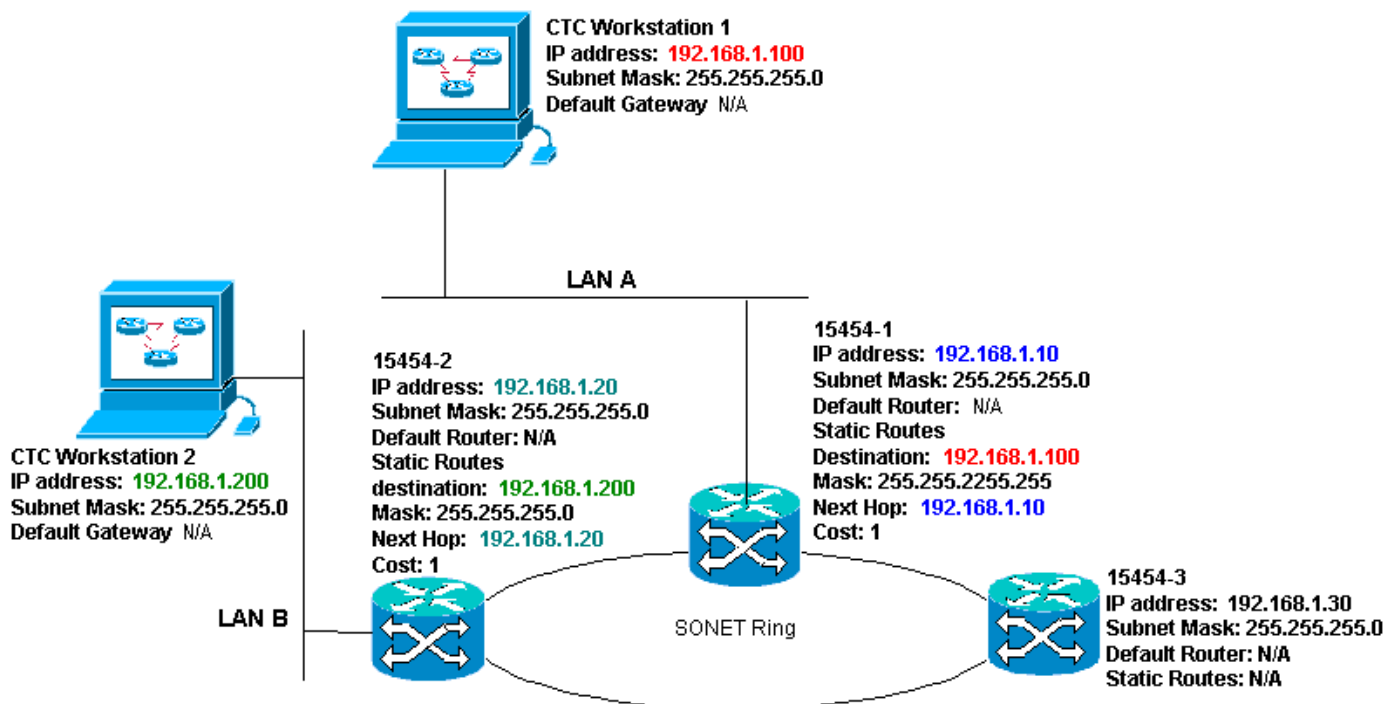 CTC Workstation 1
IP address: 192.168.1.100
Subnet Mask: 255.255.255.0
Default Gateway N/A
LAN A
CTC Workstation 2
IP address: 192.168.1.200
Subnet Mask: 255.255.255.0
Default Gateway N/A
LAN B
15454-2
IP address: 192.168.1.20
Subnet Mask: 255.255.255.0
Default Router: N/A
Static Routes
destination: 192.168.1.200
Mask: 255.255.255.0
Next Hop: 192.168.1.20
Cost: 1
15454-1
IP address: 192.168.1.10
Subnet Mask: 255.255.255.0
Default Router: N/A
Static Routes
Destination: 192.168.1.100
Mask: 255.255.2255.255
Next Hop: 192.168.1.10
Cost: 1
SONET Ring
15454-3
IP address: 192.168.1.30
Subnet Mask: 255.255.255.0
Default Router: N/A
Static Routes: N/A